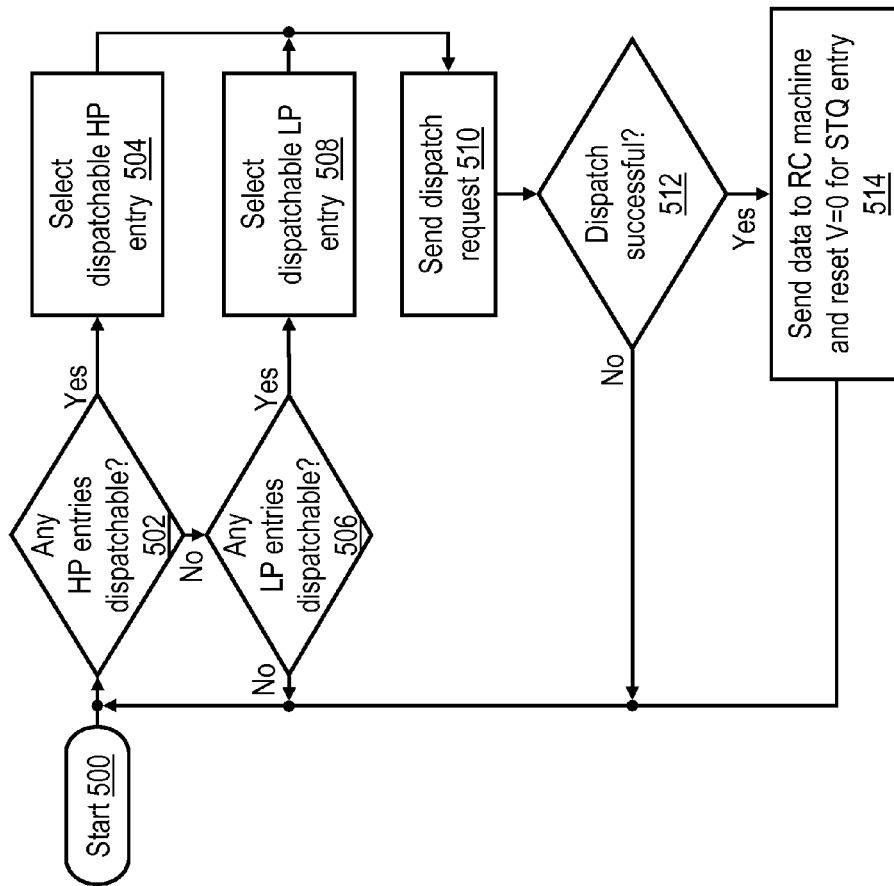 Start 500
Any
HP entries
dispatchable?
502
Yes
No
Select
dispatchable HP
entry 504
Any
LP entries
dispatchable?
506
Yes
No
Select
dispatchable LP
entry 508
Send dispatch
request 510
Dispatch
successful?
512
No
Yes
Send data to RC machine
and reset V=0 for STQ entry
514